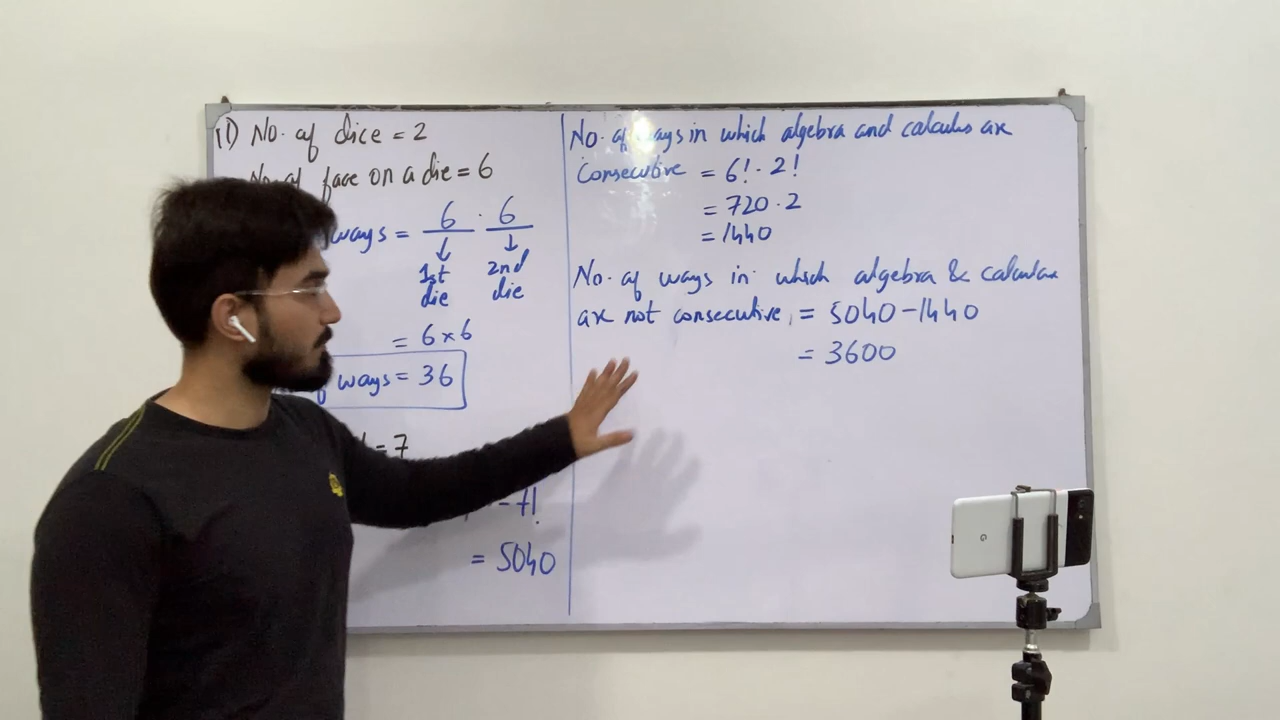 11) No. of dice = 2
No. of face on a die = 6
ways = 6 . 6
1st die
2nd die
= 6 x 6
ways = 36
= 7
= 7!
= 5040
No. of ways in which algebra and calculus are
Consecutive = 6! · 2!
= 720 · 2
= 1440
No. of ways in which algebra & calculus
are not consecutive = 5040 - 1440
= 3600
G